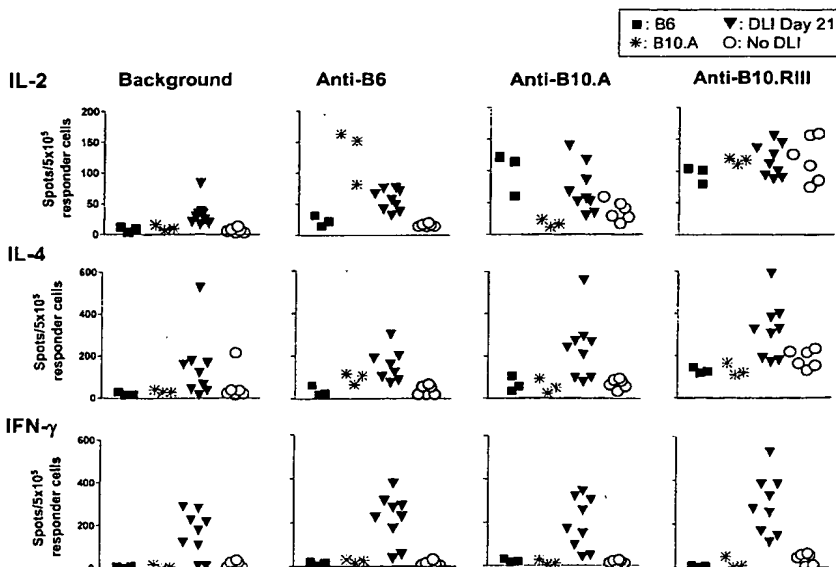 ■: B6 ▼: DLI Day 21
✳: B10.A O: No DLI
IL-2 Background Anti-B6 Anti-B10.A Anti-B10.RIII
Spots/5x10⁵
responder cells
200
150
100
50
0
IL-4
Spots/5x10⁵
responder cells
600
400
200
0
IFN-γ
Spots/5x10⁵
responder cells
600
400
200
0